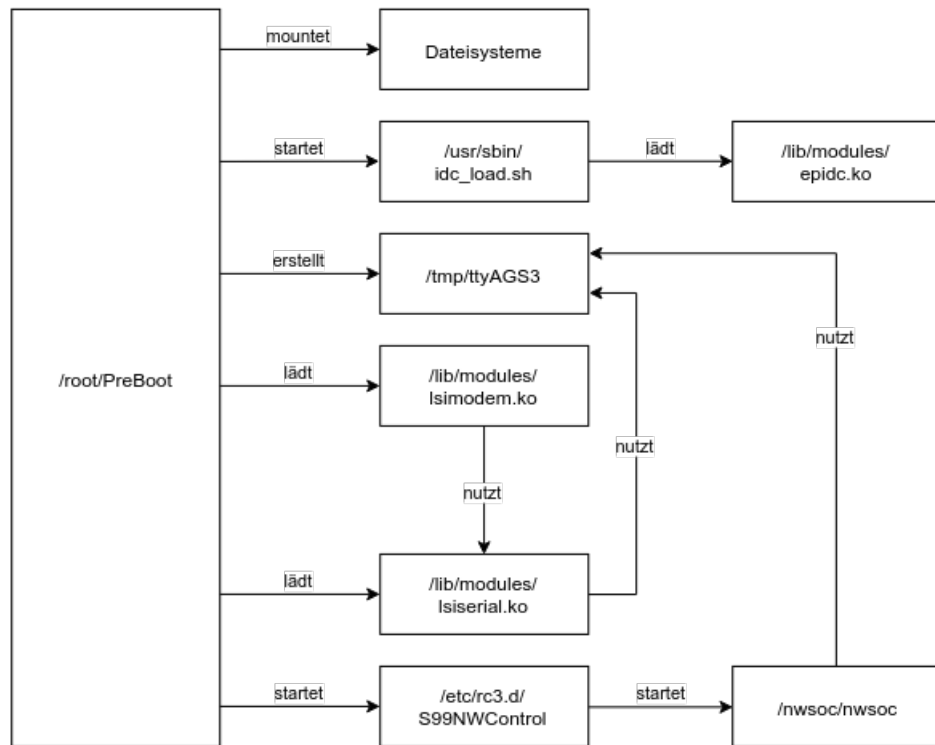 mountet
Dateisysteme
startet
/usr/sbin/
idc_load.sh
lädt
/lib/modules/
epidc.ko
erstellt
/tmp/ttyAGS3
nutzt
/root/PreBoot
lädt
/lib/modules/
lsimodem.ko
nutzt
nutzt
lädt
/lib/modules/
lsiserial.ko
startet
/etc/rc3.d/
S99NWControl
startet
/nwsoc/nwsoc